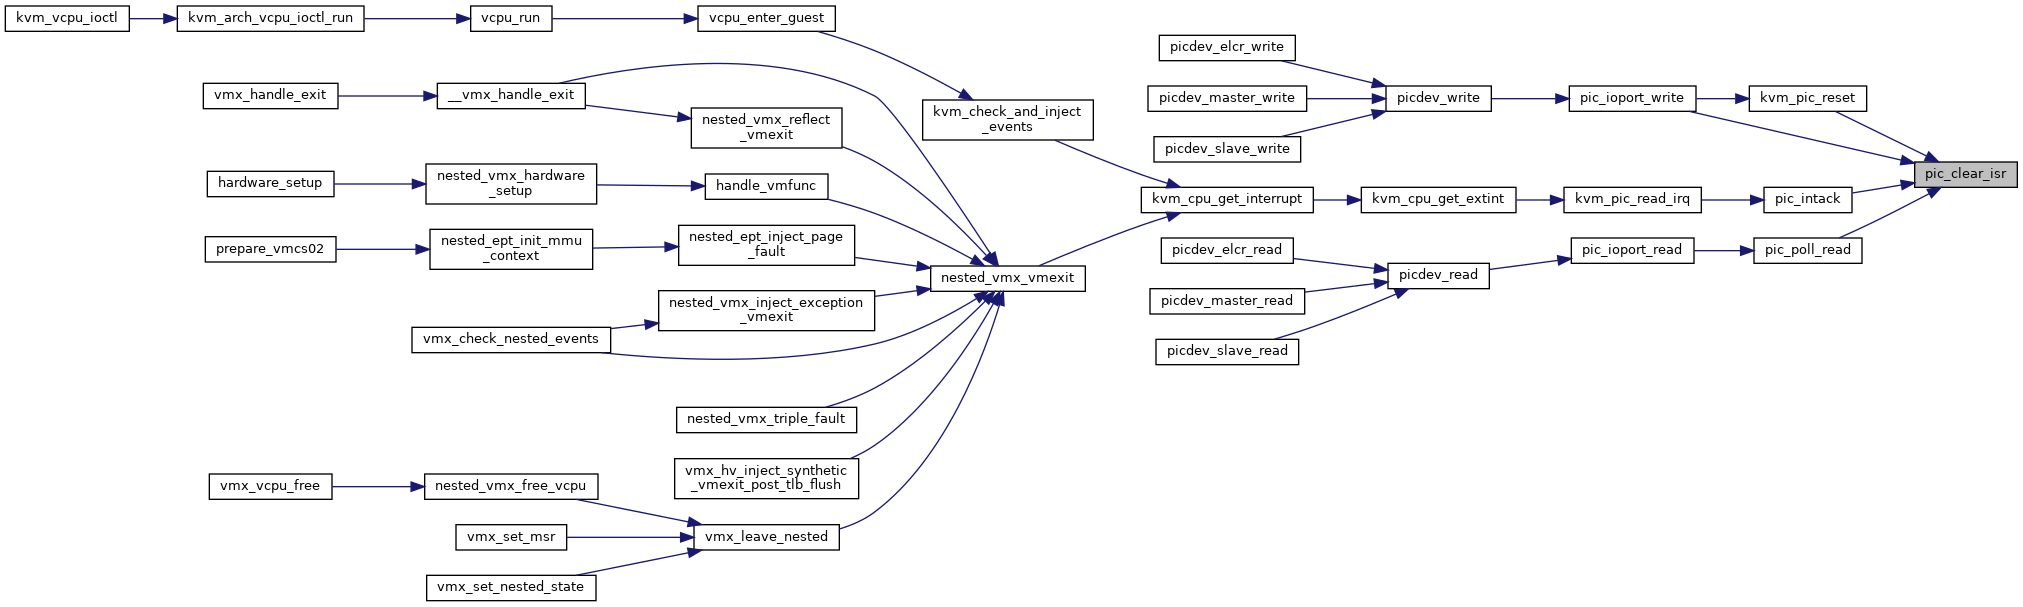 kvm_vcpu_ioctl
kvm_arch_vcpu_ioctl_run
vcpu_run
vcpu_enter_guest
picdev_elcr_write
vmx_handle_exit
__vmx_handle_exit
nested_vmx_reflect
_vmexit
kvm_check_and_inject
_events
picdev_master_write
picdev_write
pic_ioport_write
kvm_pic_reset
picdev_slave_write
pic_clear_isr
hardware_setup
nested_vmx_hardware
_setup
handle_vmfunc
kvm_cpu_get_interrupt
kvm_cpu_get_extint
kvm_pic_read_irq
pic_intack
prepare_vmcs02
nested_ept_init_mmu
_context
nested_ept_inject_page
_fault
picdev_elcr_read
pic_ioport_read
pic_poll_read
nested_vmx_vmexit
picdev_read
picdev_master_read
nested_vmx_inject_exception
_vmexit
vmx_check_nested_events
picdev_slave_read
nested_vmx_triple_fault
vmx_hv_inject_synthetic
_vmexit_post_tlb_flush
vmx_vcpu_free
nested_vmx_free_vcpu
vmx_set_msr
vmx_leave_nested
vmx_set_nested_state